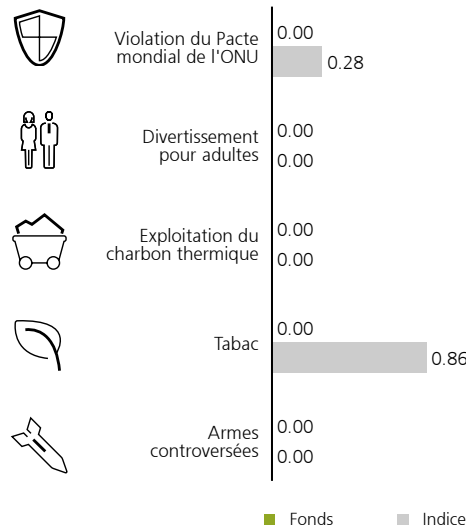 Violation du Pacte
mondial de l'ONU
0.00
0.28
Divertissement
pour adultes
0.00
0.00
Exploitation du
charbon thermique
0.00
0.00
Tabac
0.00
0.86
Armes
controversées
0.00
0.00
Fonds
Indice